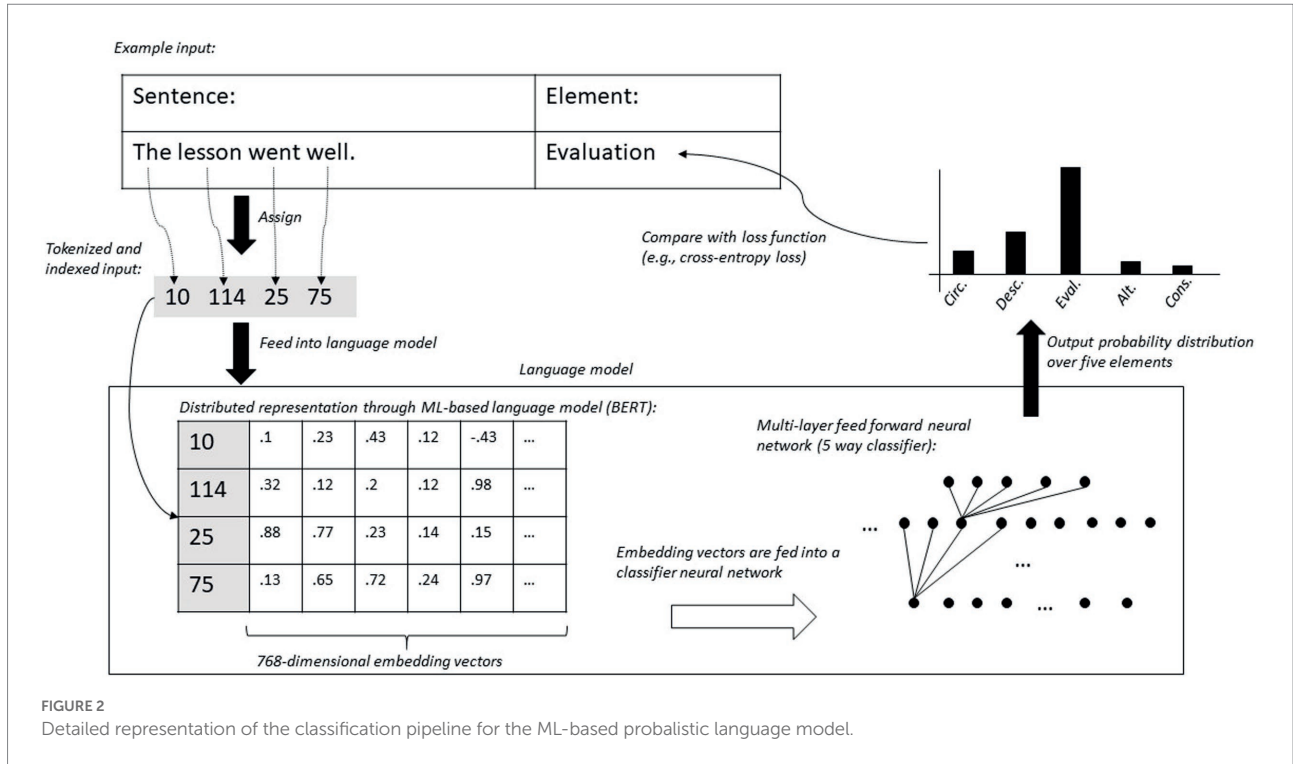 Example input:
Sentence:
Element:
The lesson went well.
Evaluation
Assign
Tokenized and
indexed input:
10 114 25 75
Feed into language model
Compare with loss function
(e.g., cross-entropy loss)
Circ.
Desc.
Eval.
Alt.
Cons.
Output probability distribution
over five elements
Language model
Distributed representation through ML-based language model (BERT):
10 .1 .23 .43 .12 -.43 ...
114 .32 .12 .2 .12 .98 ...
25 .88 .77 .23 .14 .15 ...
75 .13 .65 .72 .24 .97 ...
768-dimensional embedding vectors
Embedding vectors are fed into a
classifier neural network
Multi-layer feed forward neural
network (5 way classifier):
...
...
...
FIGURE 2
Detailed representation of the classification pipeline for the ML-based probalistic language model.